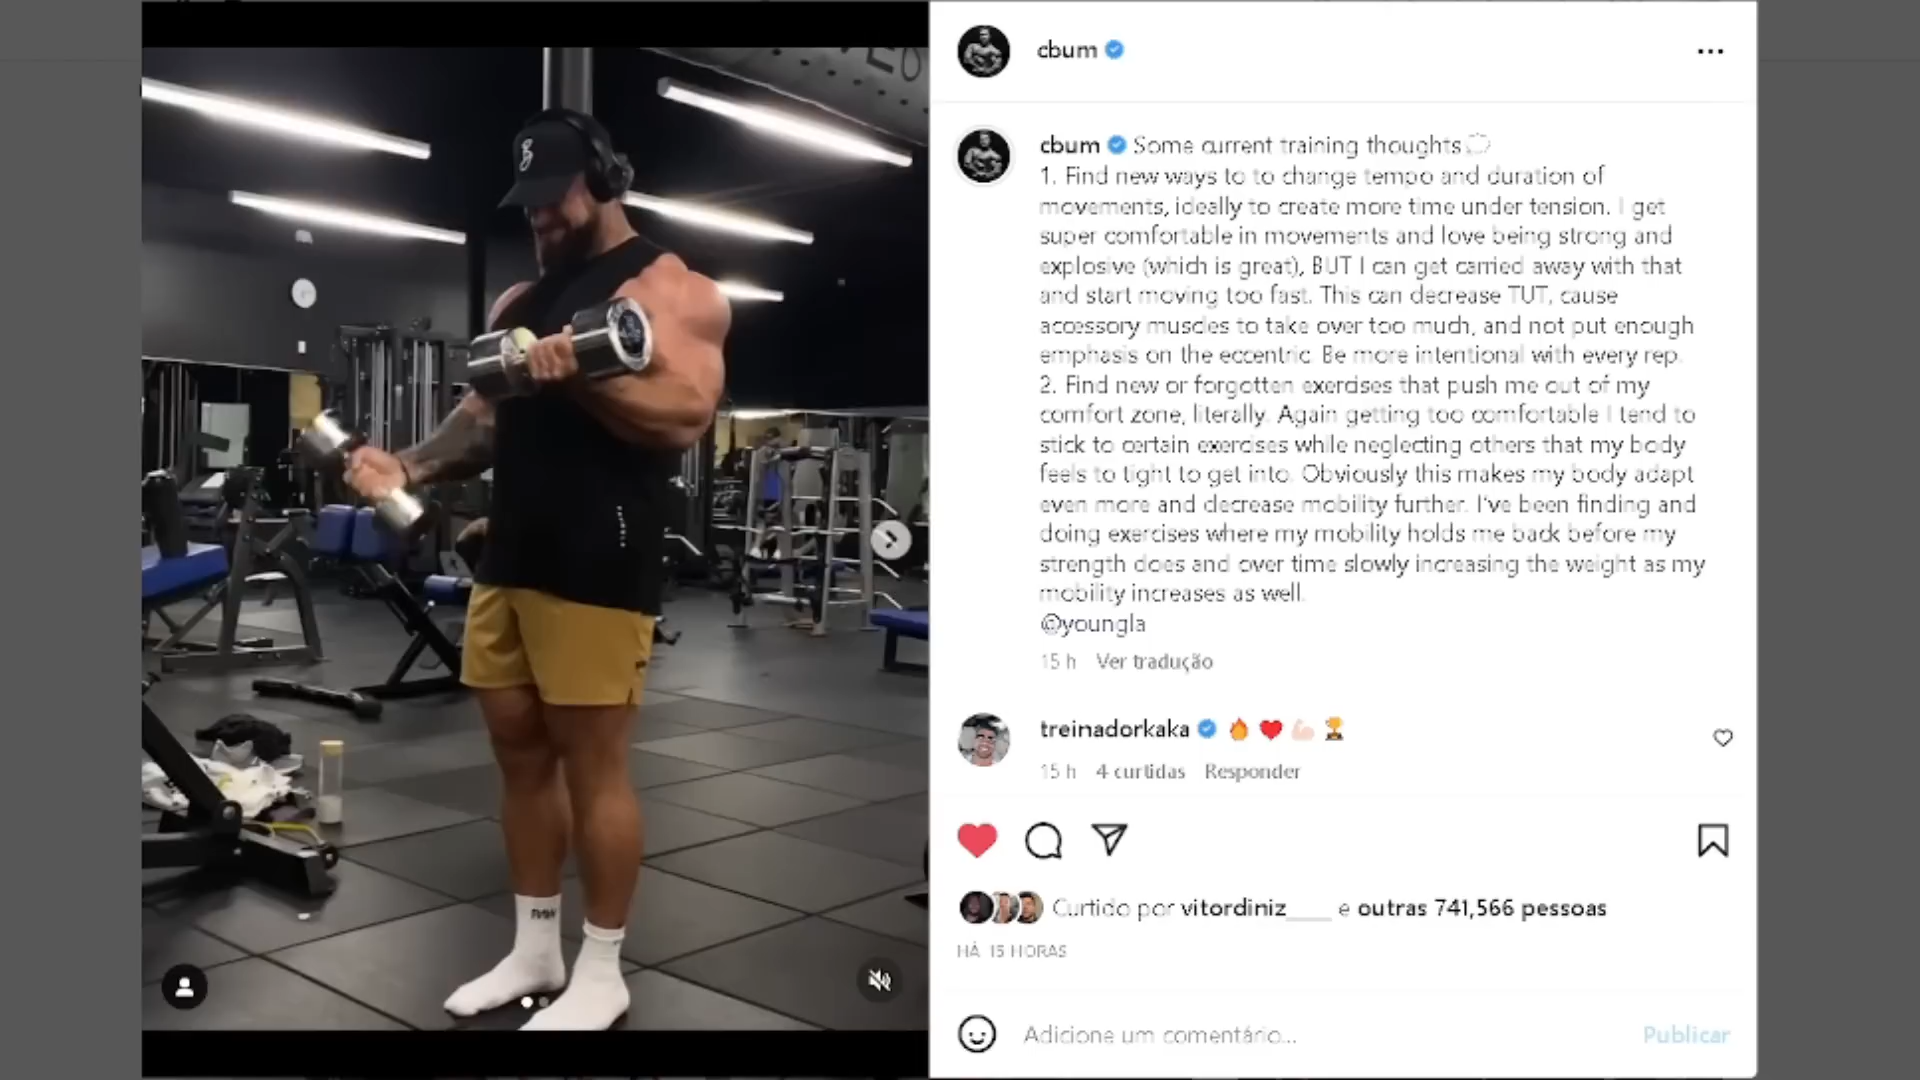 cbum
cbum Some current training thoughts
1. Find new ways to to change tempo and duration of
movements, ideally to create more time under tension. I get
super comfortable in movements and love being strong and
explosive (which is great), BUT I can get carried away with that
and start moving too fast. This can decrease TUT, cause
accessory muscles to take over too much, and not put enough
emphasis on the eccentric. Be more intentional with every rep.
2. Find new or forgotten exercises that push me out of my
comfort zone, literally. Again getting too comfortable I tend to
stick to certain exercises while neglecting others that my body
feels to tight to get into. Obviously this makes my body adapt
even more and decrease mobility further. I've been finding and
doing exercises where my mobility holds me back before my
strength does and over time slowly increasing the weight as my
mobility increases as well.
@youngla
15 h Ver tradução
treinadorkaka 🔥 ❤️ 💪🏻 🏆
15 h 4 curtidas Responder
Curtido por vitordiniz____ e outras 741,566 pessoas
HÁ 15 HORAS
Adicione um comentário... Publicar